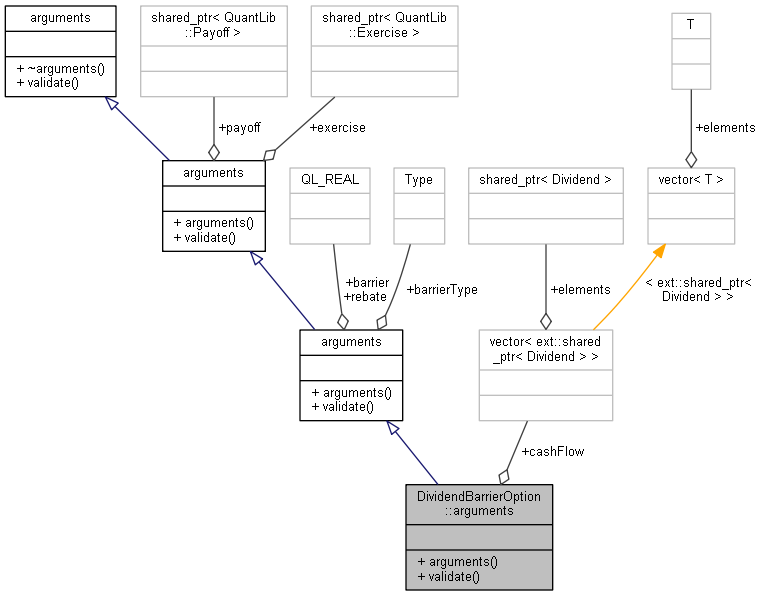 arguments
+ ~arguments()
+ validate()
shared_ptr< QuantLib
::Payoff >
shared_ptr< QuantLib
::Exercise >
T
+payoff
+exercise
+elements
arguments
+ arguments()
+ validate()
QL_REAL
Type
shared_ptr< Dividend >
vector< T >
+barrier
+rebate
+barrierType
+elements
< ext::shared_ptr<
Dividend > >
arguments
+ arguments()
+ validate()
vector< ext::shared
_ptr< Dividend > >
+cashFlow
DividendBarrierOption
::arguments
+ arguments()
+ validate()